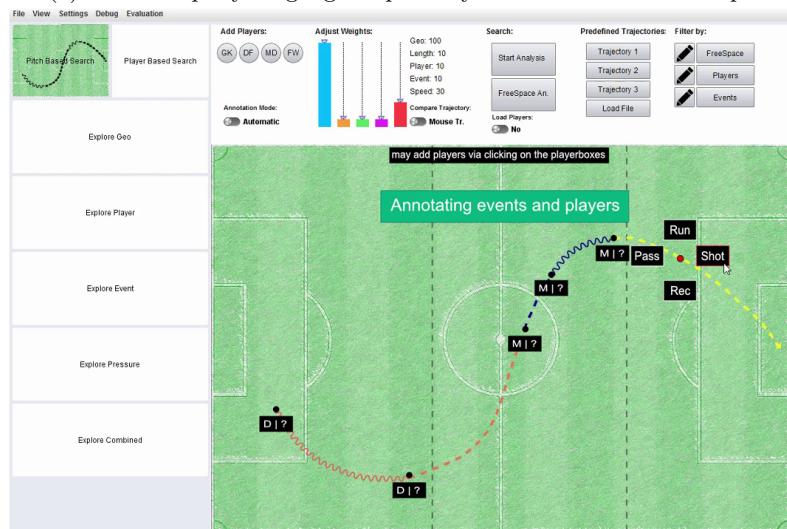 File View Settings Debug Evaluation
Pitch Based Search
Player Based Search
Explore Geo
Explore Player
Explore Event
Explore Pressure
Explore Combined
Add Players:
GK DF MD FW
Annotation Mode:
Automatic
Adjust Weights:
Geo: 100
Length: 10
Player: 10
Event: 10
Speed: 30
Compare Trajectory:
Mouse Tr.
Search:
Start Analysis
FreeSpace An.
Load Players:
No
Predefined Trajectories:
Trajectory 1
Trajectory 2
Trajectory 3
Load File
Filter by:
FreeSpace
Players
Events
may add players via clicking on the playerboxes
Annotating events and players
Run
M | ? Pass Shot
M | ? Rec
M | ?
D | ?
D | ?